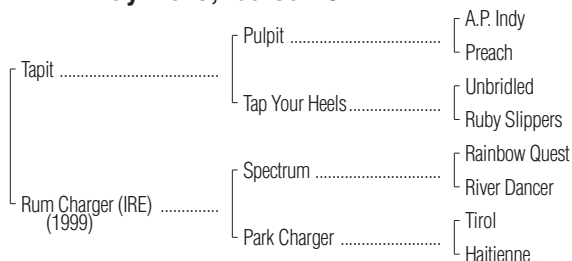 A.P. Indy
Pulpit
Preach
Tapit
Unbridled
Tap Your Heels
Ruby Slippers
Rainbow Quest
Spectrum
River Dancer
Rum Charger (IRE)
(1999)
Tirol
Park Charger
Haitienne